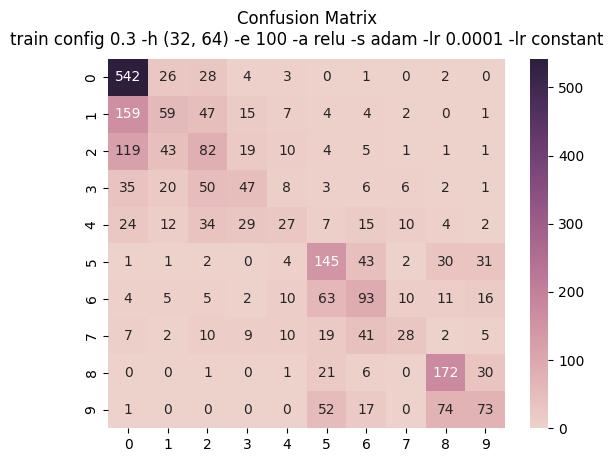 Confusion Matrix
train config 0.3 -h (32, 64) -e 100 -a relu -s adam -lr 0.0001 -lr constant
0 542 26 28 4 3 0 1 0 2 0
1 159 59 47 15 7 4 4 2 0 1
2 119 43 82 19 10 4 5 1 1 1
3 35 20 50 47 8 3 6 6 2 1
4 24 12 34 29 27 7 15 10 4 2
5 1 1 2 0 4 145 43 2 30 31
6 4 5 5 2 10 63 93 10 11 16
7 7 2 10 9 10 19 41 28 2 5
8 0 0 1 0 1 21 6 0 172 30
9 1 0 0 0 0 52 17 0 74 73
0 1 2 3 4 5 6 7 8 9
500
400
300
200
100
0